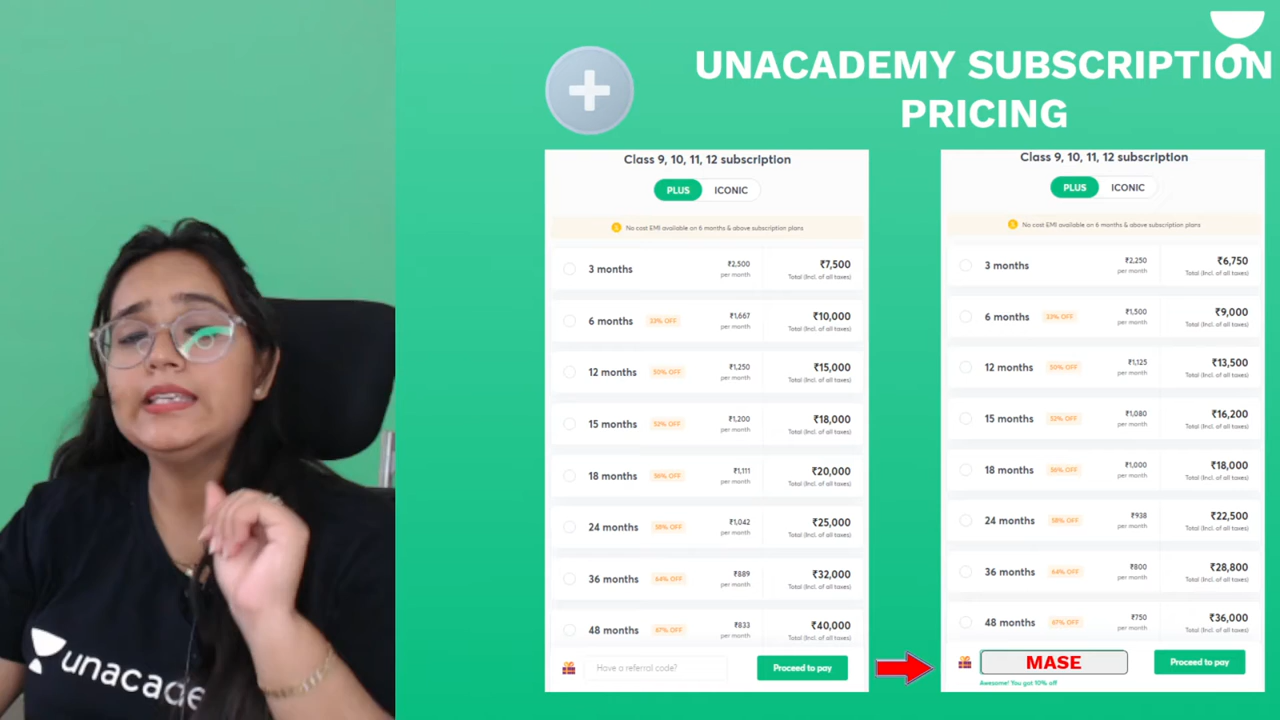 UNACADEMY SUBSCRIPTION
PRICING
Class 9, 10, 11, 12 subscription
PLUS ICONIC
No cost EMI available on 6 months & above subscription plans
3 months ₹2,500 per month ₹7,500 Total (Incl. of all taxes)
6 months 33% OFF ₹1,667 per month ₹10,000 Total (Incl. of all taxes)
12 months 50% OFF ₹1,250 per month ₹15,000 Total (Incl. of all taxes)
15 months 52% OFF ₹1,200 per month ₹18,000 Total (Incl. of all taxes)
18 months 56% OFF ₹1,111 per month ₹20,000 Total (Incl. of all taxes)
24 months 58% OFF ₹1,042 per month ₹25,000 Total (Incl. of all taxes)
36 months 64% OFF ₹889 per month ₹32,000 Total (Incl. of all taxes)
48 months 67% OFF ₹833 per month ₹40,000 Total (Incl. of all taxes)
Have a referral code? Proceed to pay
Class 9, 10, 11, 12 subscription
PLUS ICONIC
No cost EMI available on 6 months & above subscription plans
3 months ₹2,250 per month ₹6,750 Total (Incl. of all taxes)
6 months 33% OFF ₹1,500 per month ₹9,000 Total (Incl. of all taxes)
12 months 50% OFF ₹1,125 per month ₹13,500 Total (Incl. of all taxes)
15 months 52% OFF ₹1,080 per month ₹16,200 Total (Incl. of all taxes)
18 months 56% OFF ₹1,000 per month ₹18,000 Total (Incl. of all taxes)
24 months 58% OFF ₹938 per month ₹22,500 Total (Incl. of all taxes)
36 months 64% OFF ₹800 per month ₹28,800 Total (Incl. of all taxes)
48 months 67% OFF ₹750 per month ₹36,000 Total (Incl. of all taxes)
MASE Proceed to pay
Awesome! You got 10% off
unacade